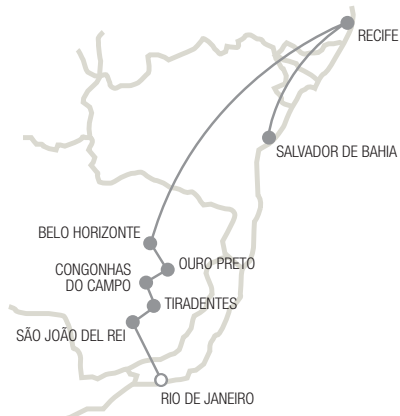 RECIFE
SALVADOR DE BAHIA
BELO HORIZONTE
OURO PRETO
CONGONHAS
DO CAMPO
TIRADENTES
SÃO JOÃO DEL REI
RIO DE JANEIRO